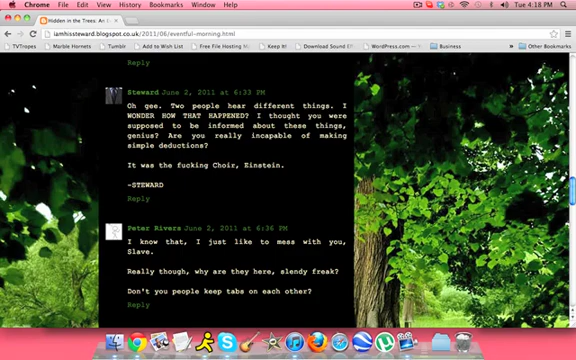 Chrome File Edit View History Bookmarks Window Help
Tue 4:18 PM
Hidden in the Trees: An E
iamhissteward.blogspot.co.uk/2011/06/eventful-morning.html
TVTropes Marble Hornets Tumblr Add to Wish List Free File Hosting Keep It! Download Sound Ef WordPress.com Business Other Bookmarks
Reply
Steward June 2, 2011 at 6:33 PM
Oh gee. Two people hear different things. I
WONDER HOW THAT HAPPENED? I thought you were
supposed to be informed about these things,
genius? Are you really incapable of making
simple deductions?
It was the fucking Choir, Einstein.
~STEWARD
Reply
Peter Rivers June 2, 2011 at 6:36 PM
I know that, I just like to mess with you,
Slave.
Really though, why are they here, slendy freak?
Don't you people keep tabs on each other?
Reply